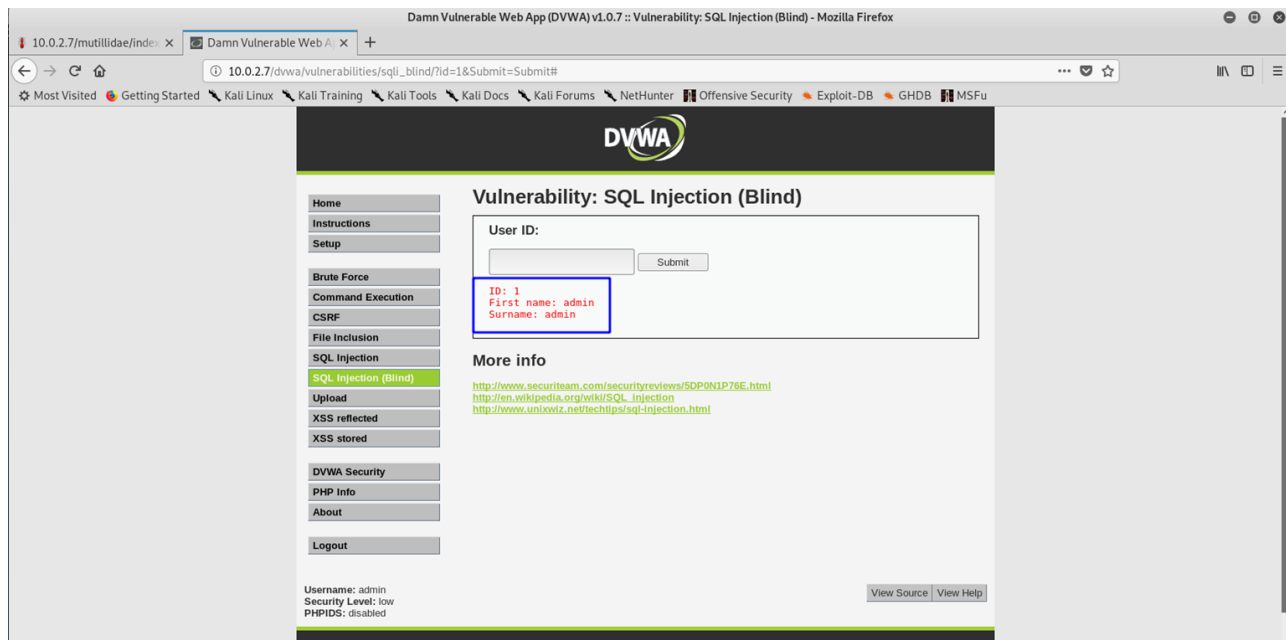 Damn Vulnerable Web App (DVWA) v1.0.7 :: Vulnerability: SQL Injection (Blind) - Mozilla Firefox
10.0.2.7/mutillidae/index
Damn Vulnerable Web A
10.0.2.7/dvwa/vulnerabilities/sqli_blind/?id=1&Submit=Submit#
Most Visited Getting Started Kali Linux Kali Training Kali Tools Kali Docs Kali Forums NetHunter Offensive Security Exploit-DB GHDB MSFu
DVWA
Home
Instructions
Setup
Brute Force
Command Execution
CSRF
File Inclusion
SQL Injection
SQL Injection (Blind)
Upload
XSS reflected
XSS stored
DVWA Security
PHP Info
About
Logout
Vulnerability: SQL Injection (Blind)
User ID:
Submit
ID: 1
First name: admin
Surname: admin
More info
http://www.securiteam.com/securityreviews/5DP0N1P76E.html
http://en.wikipedia.org/wiki/SQL_injection
http://www.unixwiz.net/techtips/sql-injection.html
Username: admin
Security Level: low
PHPIDS: disabled
View Source View Help